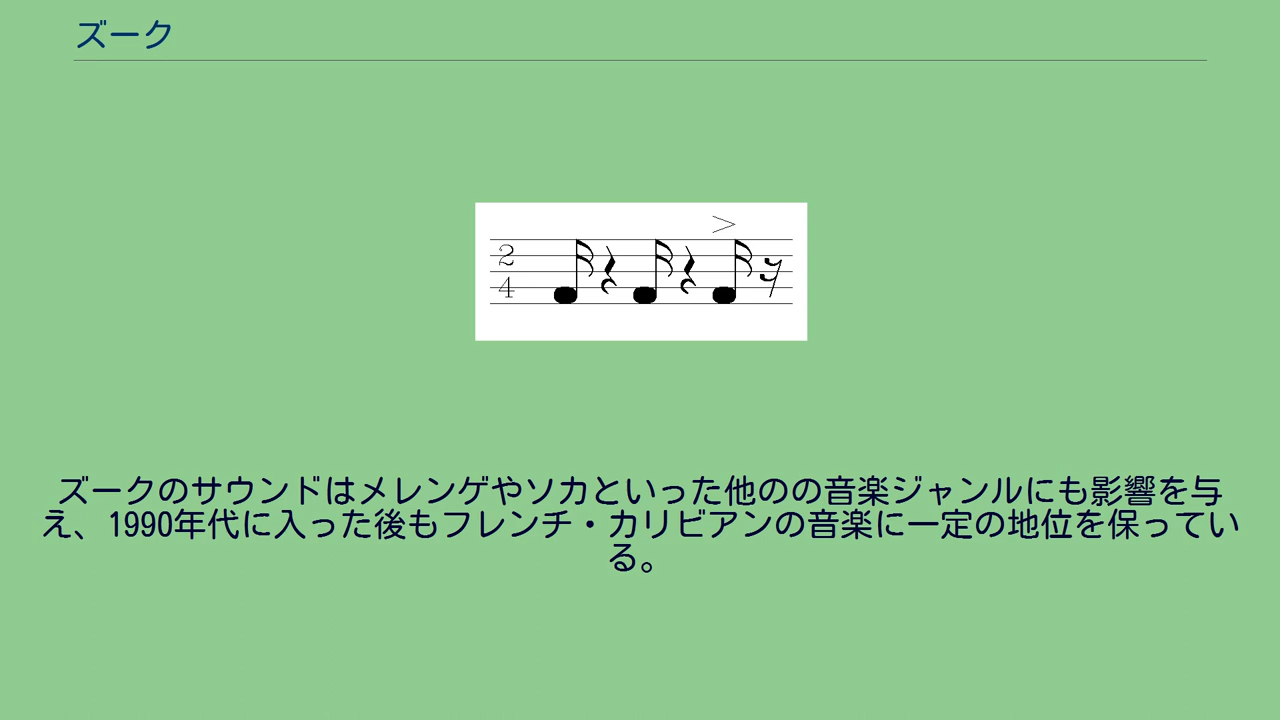 ズーク
2
4
ズークのサウンドはメレンゲやソカといった他のの音楽ジャンルにも影響を与
え、1990年代に入った後もフレンチ・カリビアンの音楽に一定の地位を保ってい
る。